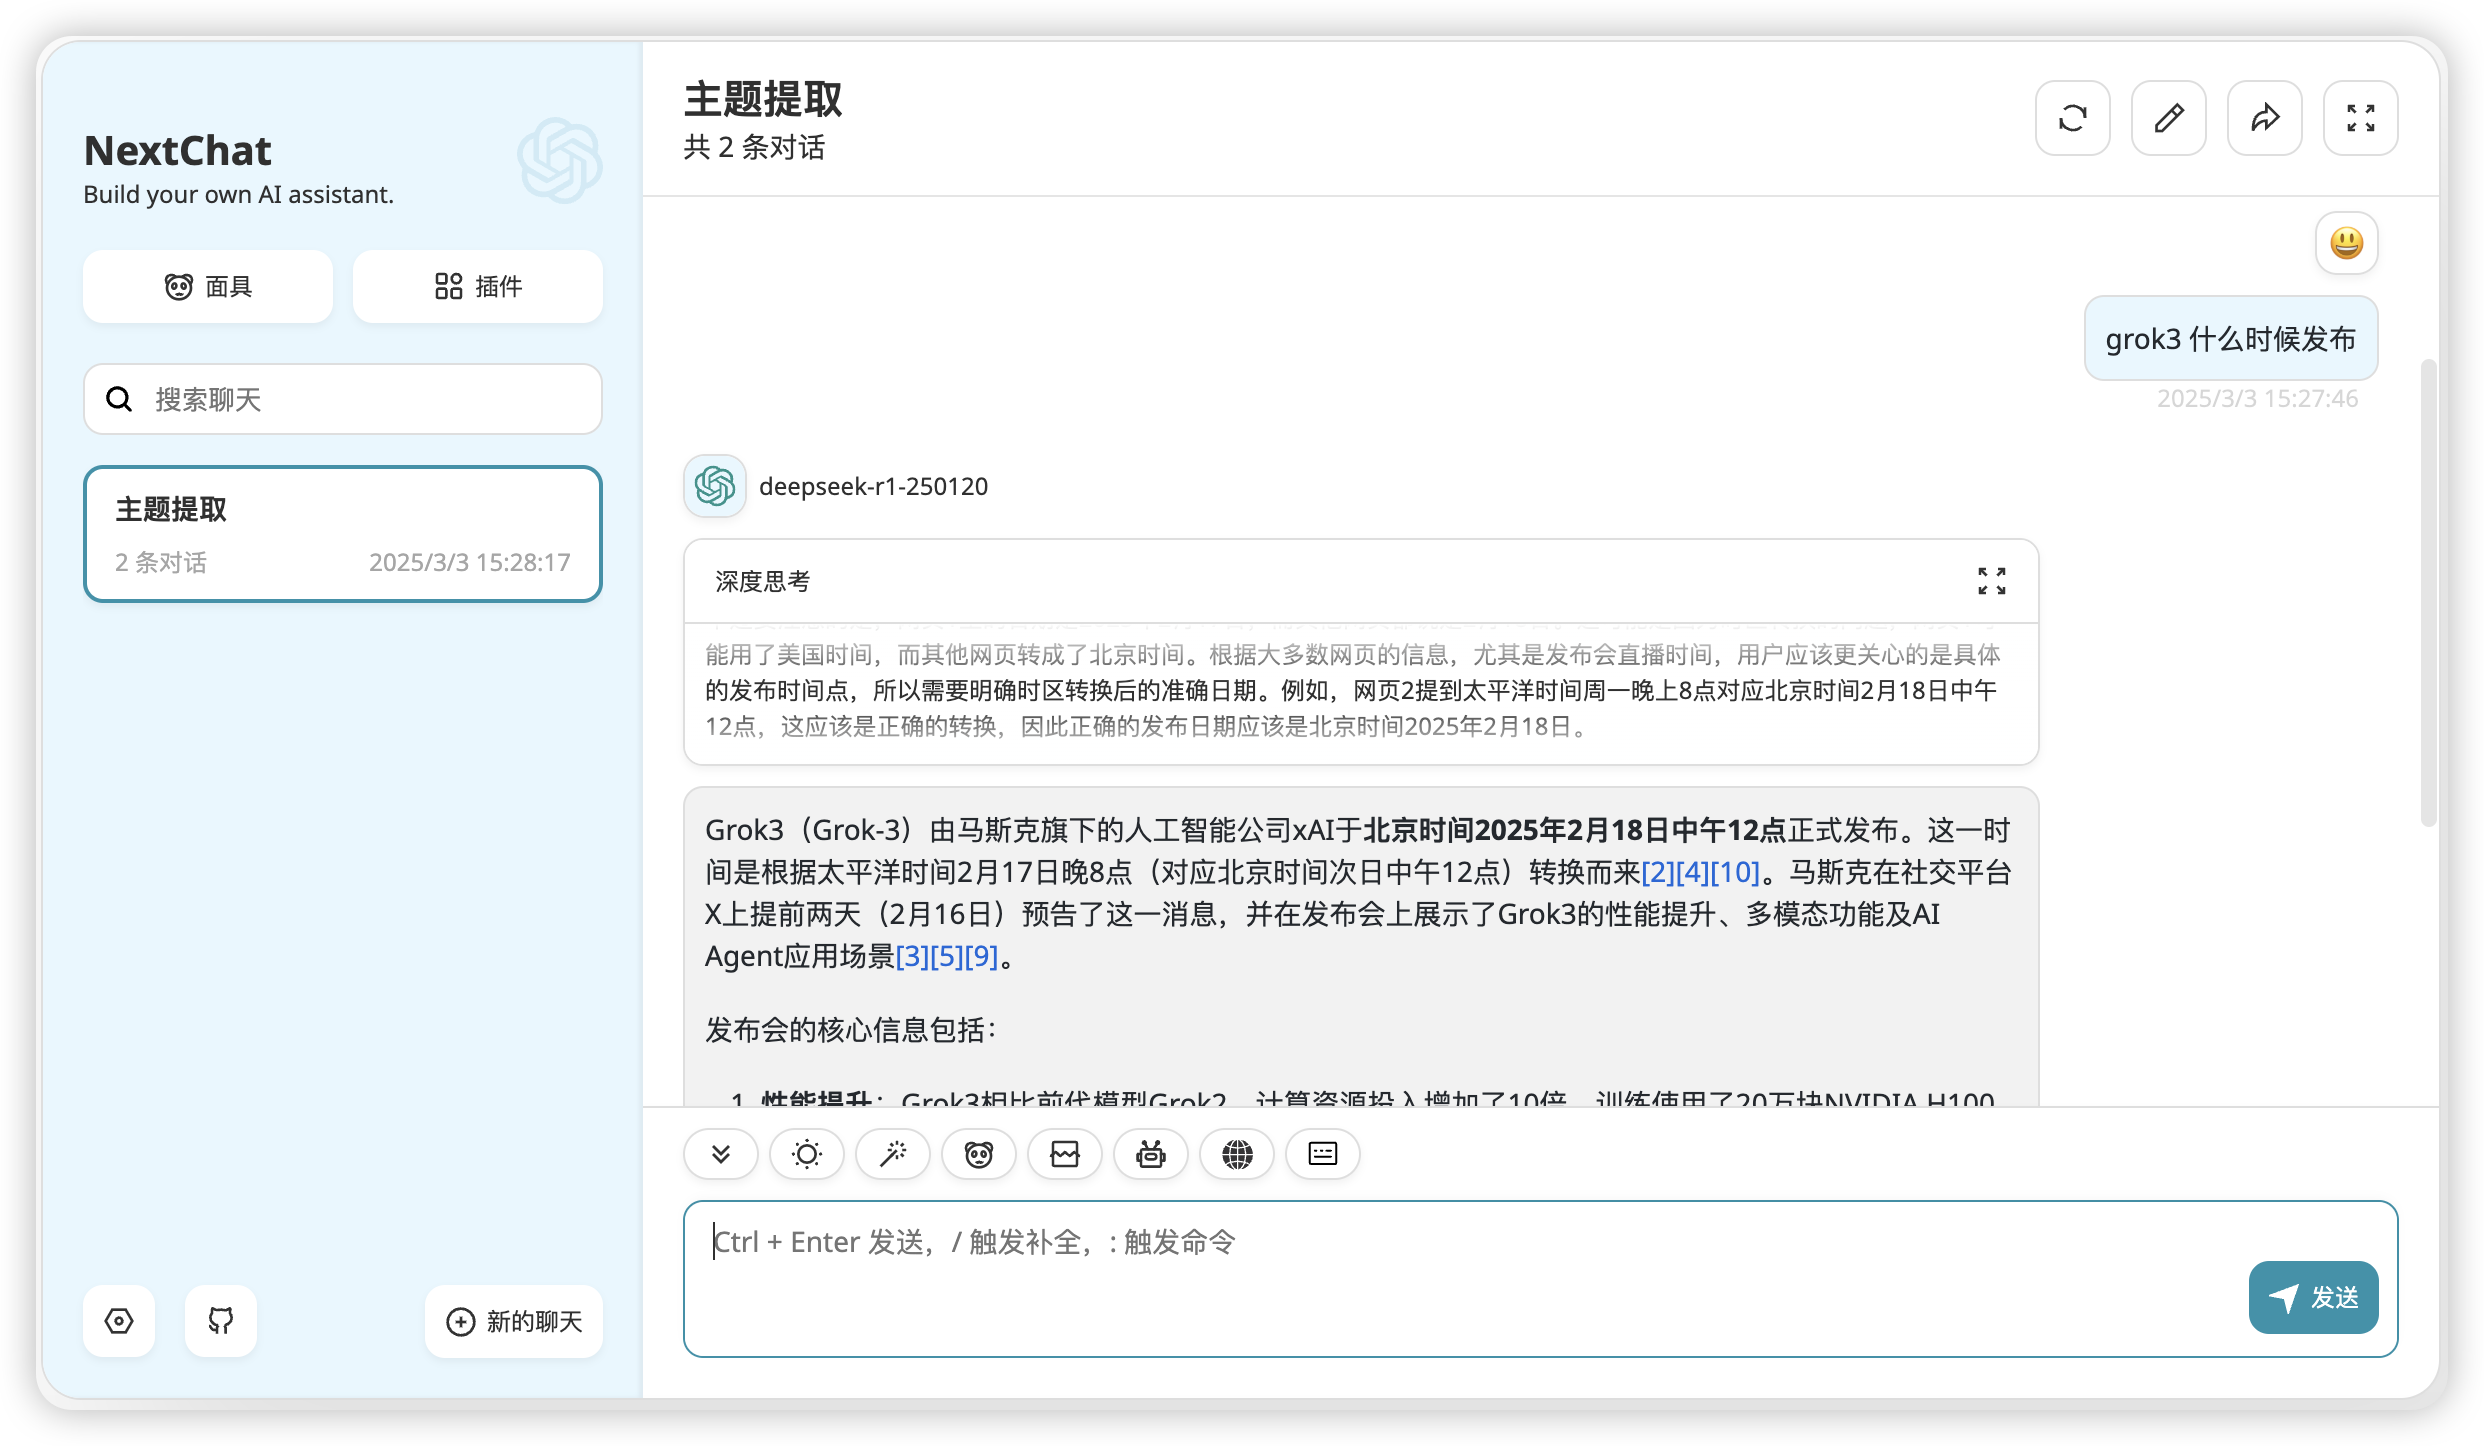 NextChat
Build your own AI assistant.
面具
插件
搜索聊天
主题提取
2 条对话
2025/3/3 15:28:17
新的聊天
主题提取
共 2 条对话
grok3 什么时候发布
2025/3/3 15:27:46
deepseek-r1-250120
深度思考
能用了美国时间，而其他网页转成了北京时间。根据大多数网页的信息，尤其是发布会直播时间，用户应该更关心的是具体
的发布时间点，所以需要明确时区转换后的准确日期。例如，网页2提到太平洋时间周一晚上8点对应北京时间2月18日中午
12点，这应该是正确的转换，因此正确的发布日期应该是北京时间2025年2月18日。
Grok3（Grok-3）由马斯克旗下的人工智能公司xAI于北京时间2025年2月18日中午12点正式发布。这一时
间是根据太平洋时间2月17日晚8点（对应北京时间次日中午12点）转换而来[2][4][10]。马斯克在社交平台
X上提前两天（2月16日）预告了这一消息，并在发布会上展示了Grok3的性能提升、多模态功能及AI
Agent应用场景[3][5][9]。
发布会的核心信息包括：
1. 性能提升：Grok3相比前代模型Grok2，计算资源投入增加了10倍，训练使用了20万块NVIDIA H100
Ctrl + Enter 发送，/ 触发补全，: 触发命令
发送